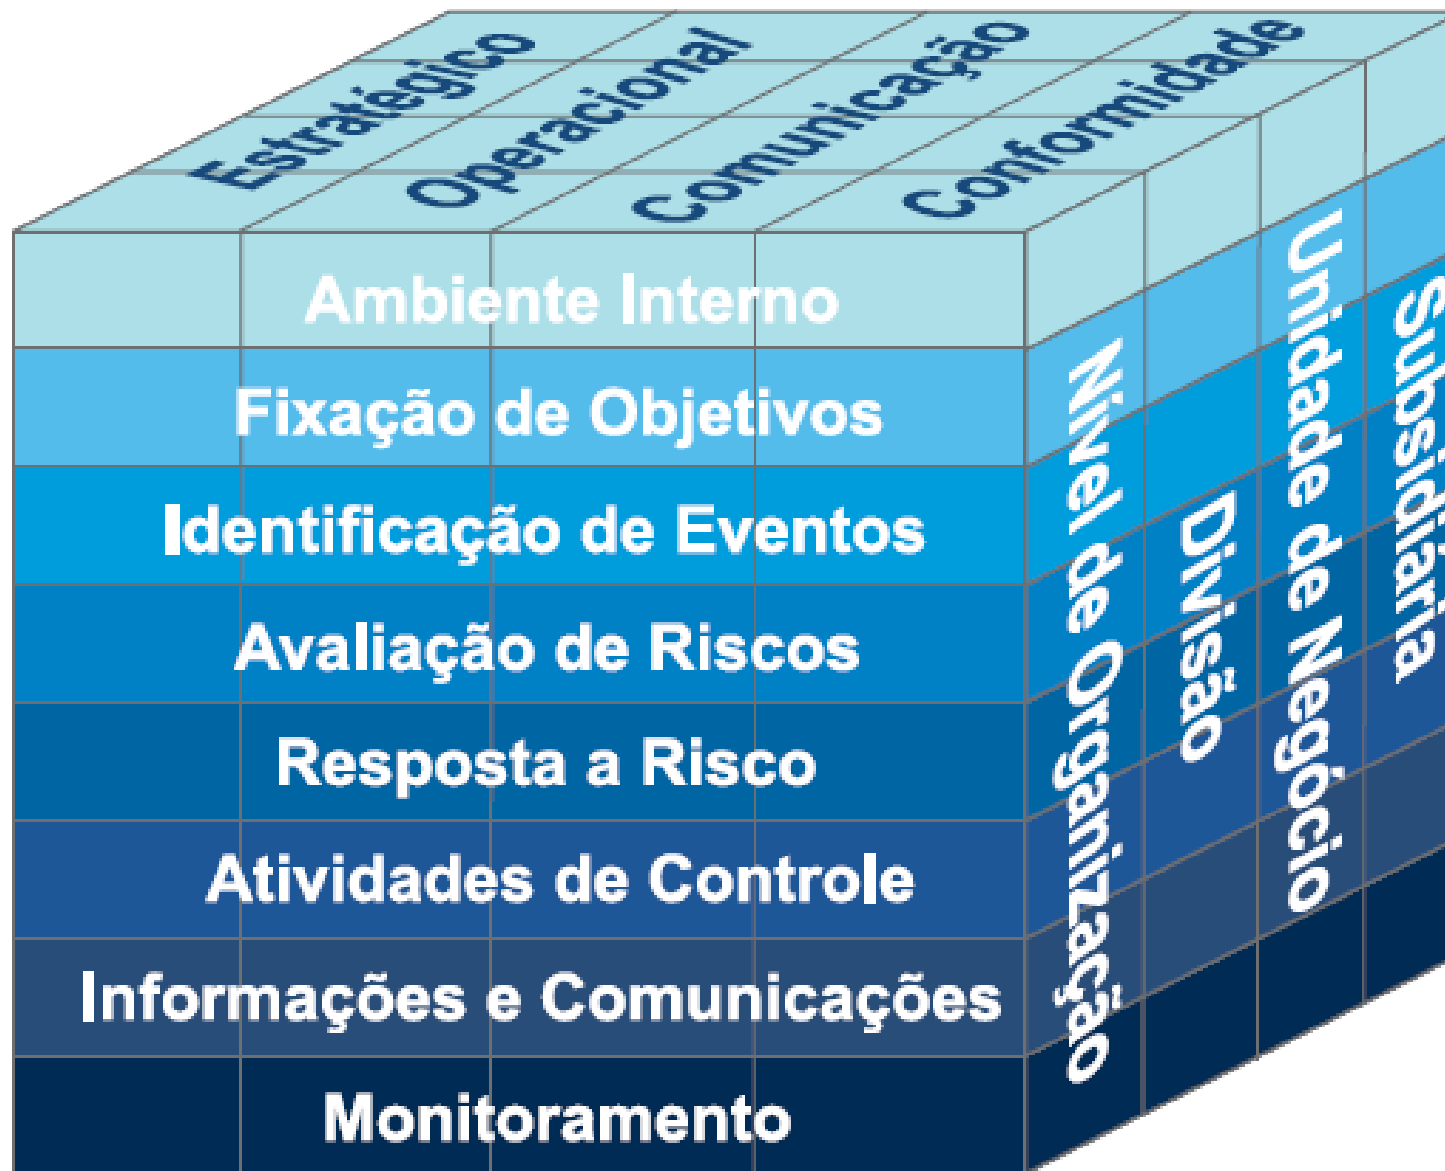 Estratégico
Operacional
Comunicação
Conformidade
Ambiente Interno
Fixação de Objetivos
Identificação de Eventos
Avaliação de Riscos
Resposta a Risco
Atividades de Controle
Informações e Comunicações
Monitoramento
Nível de Organização
Divisão
Unidade de Negócio
Subsidiária